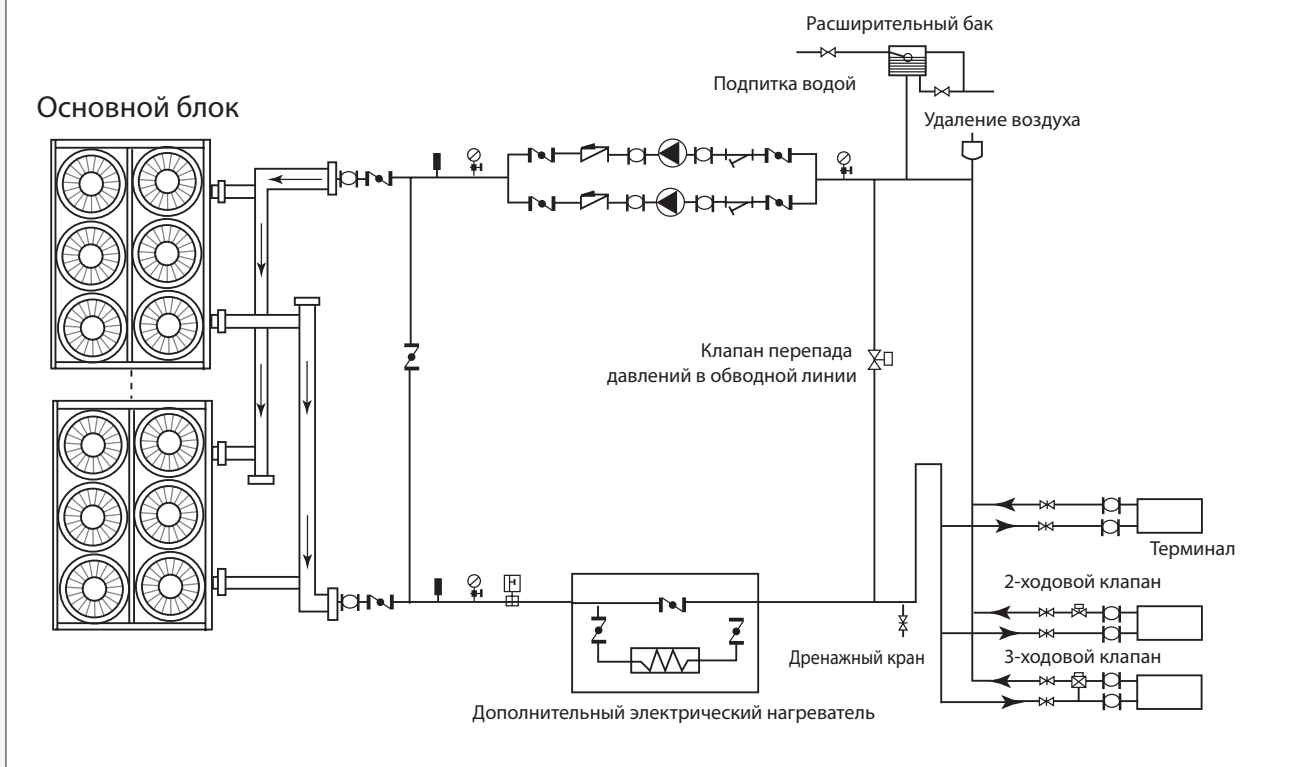 Расширительный бак
Подпитка водой
Основной блок
Удаление воздуха
Клапан перепада
давлений в обводной линии
Терминал
2-ходовой клапан
Дренажный кран
3-ходовой клапан
Дополнительный электрический нагреватель